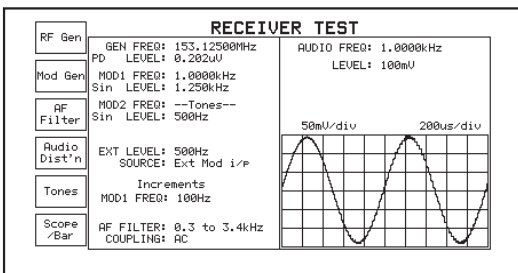 RECEIVER TEST
RF Gen
Mod Gen
AF
Filter
Audio
Dist'n
Tones
Scope
/Bar
GEN FREQ: 153.12500MHz
PD LEVEL: 0.202uV
MOD1 FREQ: 1.0000kHz
Sin LEVEL: 1.250kHz
MOD2 FREQ: --Tones--
Sin LEVEL: 500Hz
EXT LEVEL: 500Hz
SOURCE: Ext Mod i/P
Increments
MOD1 FREQ: 100Hz
AF FILTER: 0.3 to 3.4kHz
COUPLING: AC
AUDIO FREQ: 1.0000kHz
LEVEL: 100mV
50mV/div 200us/div